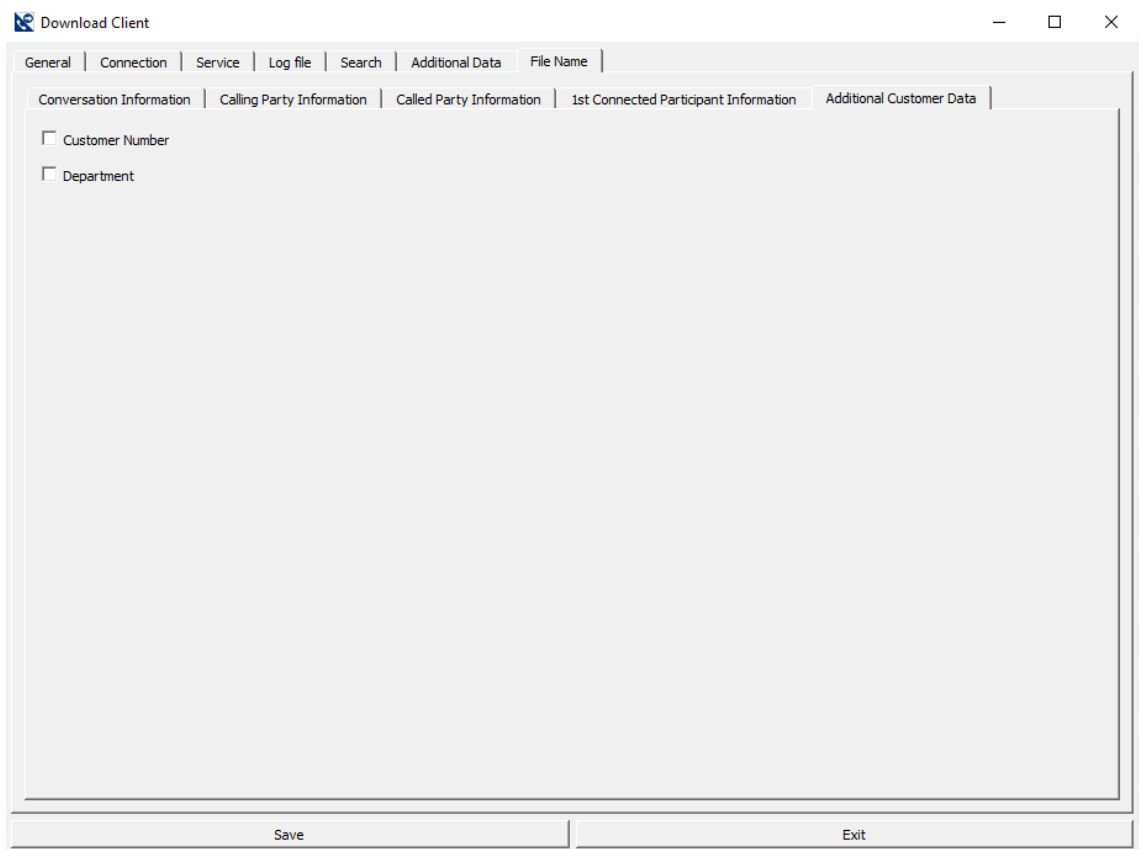 Download Client
General Connection Service Log file Search Additional Data File Name
Conversation Information Calling Party Information Called Party Information 1st Connected Participant Information Additional Customer Data
Customer Number
Department
Save Exit